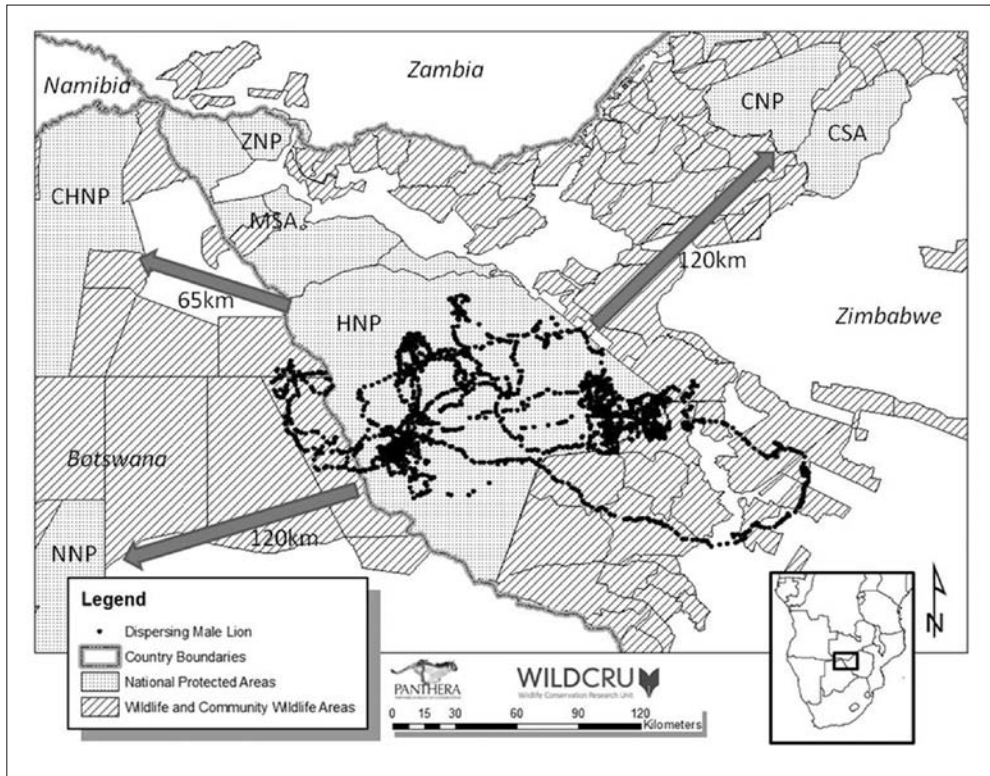 Namibia
Zambia
CNP
CSA
ZNP
CHNP
MSA
120km
65km
HNP
Zimbabwe
Botswana
NNP
120km
Legend
Dispersing Male Lion
Country Boundaries
National Protected Areas
Wildlife and Community Wildlife Areas
PANTHERA
WILDCRU
Wildlife Conservation Research Unit
0 15 30 60 90 120
Kilometers
N